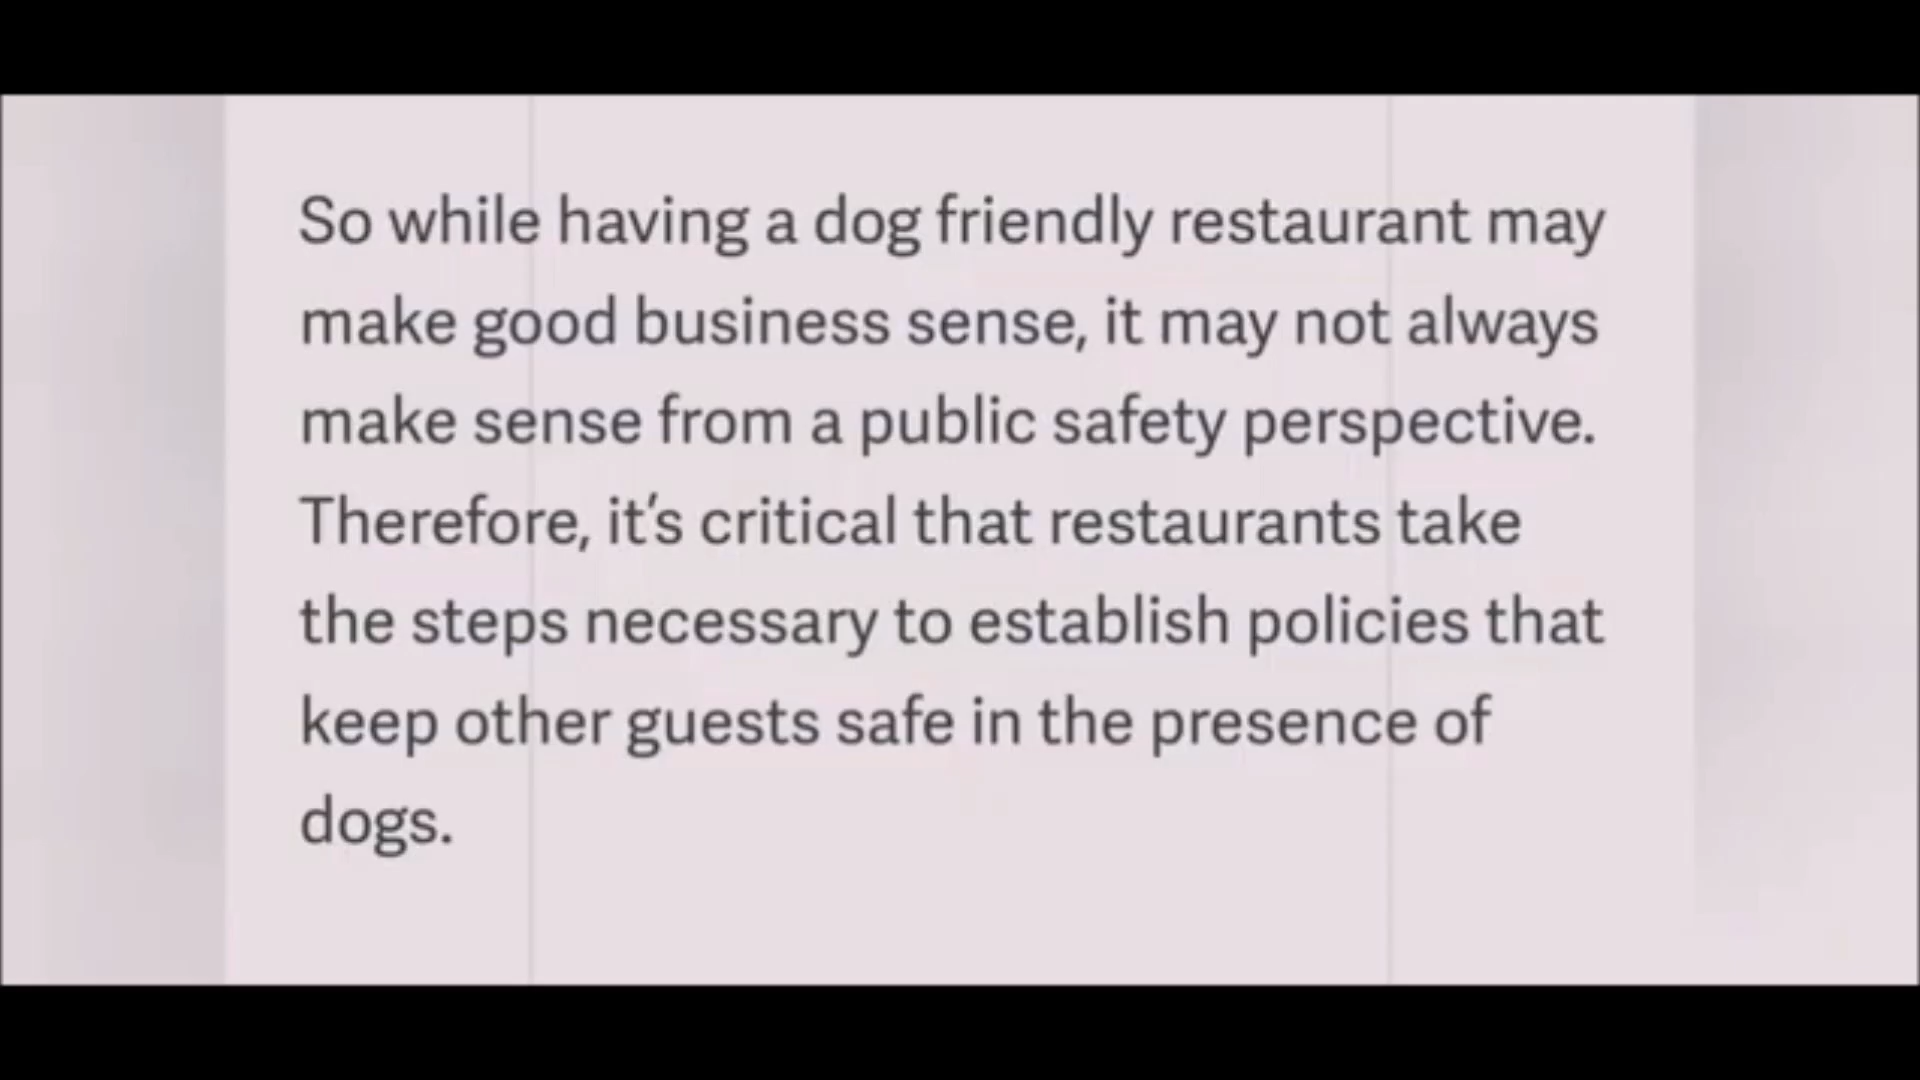 So while having a dog friendly restaurant may
make good business sense, it may not always
make sense from a public safety perspective.
Therefore, it's critical that restaurants take
the steps necessary to establish policies that
keep other guests safe in the presence of
dogs.